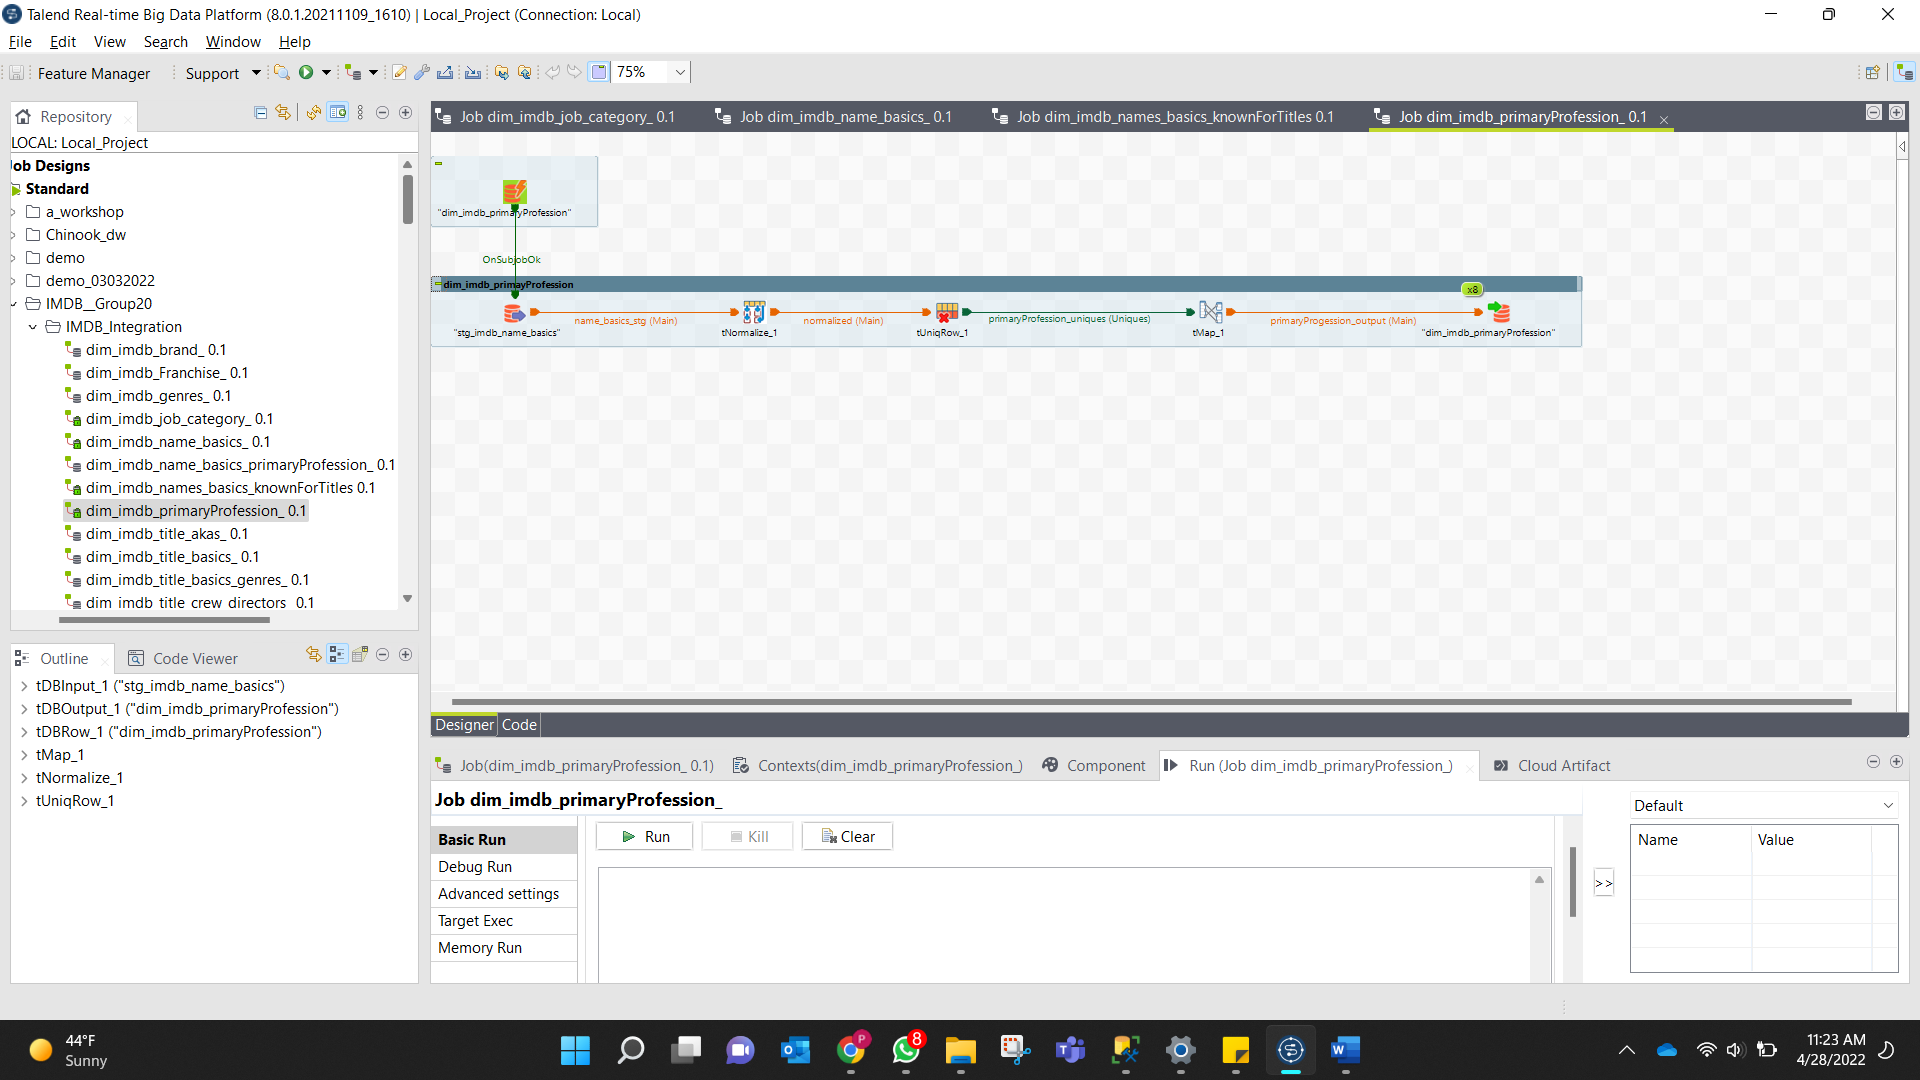 Talend Real-time Big Data Platform (8.0.1.20211109_1610) | Local_Project (Connection: Local)
File Edit View Search Window Help
Feature Manager Support 75%
Repository
LOCAL: Local_Project
ob Designs
Standard
a_workshop
Chinook_dw
demo
demo_03032022
IMDB__Group20
IMDB_Integration
dim_imdb_brand_ 0.1
dim_imdb_Franchise_ 0.1
dim_imdb_genres_ 0.1
dim_imdb_job_category_ 0.1
dim_imdb_name_basics_ 0.1
dim_imdb_name_basics_primaryProfession_ 0.1
dim_imdb_names_basics_knownForTitles 0.1
dim_imdb_primaryProfession_ 0.1
dim_imdb_title_akas_ 0.1
dim_imdb_title_basics_ 0.1
dim_imdb_title_basics_genres_ 0.1
dim_imdb_title_crew_directors_ 0.1
Outline Code Viewer
tDBInput_1 ("stg_imdb_name_basics")
tDBOutput_1 ("dim_imdb_primaryProfession")
tDBRow_1 ("dim_imdb_primaryProfession")
tMap_1
tNormalize_1
tUniqRow_1
Job dim_imdb_job_category_ 0.1 Job dim_imdb_name_basics_ 0.1 Job dim_imdb_names_basics_knownForTitles 0.1 Job dim_imdb_primaryProfession_ 0.1
"dim_imdb_primaryProfession"
OnSubjobOk
dim_imdb_primayProfession
x8
name_basics_stg (Main) normalized (Main) primaryProfession_uniques (Uniques) primaryProgession_output (Main)
"stg_imdb_name_basics" tNormalize_1 tUniqRow_1 tMap_1 "dim_imdb_primaryProfession"
Designer Code
Job(dim_imdb_primaryProfession_ 0.1) Contexts(dim_imdb_primaryProfession_) Component Run (Job dim_imdb_primaryProfession_) Cloud Artifact
Job dim_imdb_primaryProfession_
Basic Run
Debug Run
Advanced settings
Target Exec
Memory Run
Run Kill Clear
>>
Default
Name Value
44°F
Sunny
P
8
11:23 AM
4/28/2022